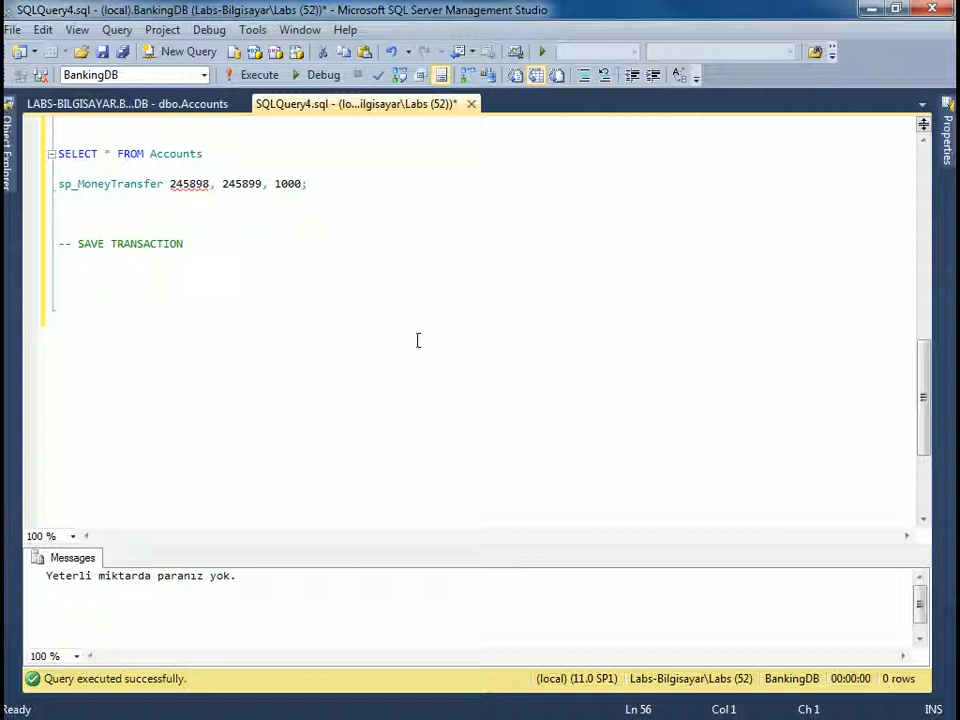 SQLQuery4.sql - (local).BankingDB (Labs-Bilgisayar\Labs (52))* - Microsoft SQL Server Management Studio
File Edit View Query Project Debug Tools Window Help
New Query
BankingDB Execute Debug
LABS-BILGISAYAR.B...DB - dbo.Accounts SQLQuery4.sql - (lo...ilgisayar\Labs (52))*
Object Explorer
Properties
SELECT * FROM Accounts
sp_MoneyTransfer 245898, 245899, 1000;
-- SAVE TRANSACTION
100 %
Messages
Yeterli miktarda paranız yok.
100 %
Query executed successfully. (local) (11.0 SP1) Labs-Bilgisayar\Labs (52) BankingDB 00:00:00 0 rows
Ready Ln 56 Col 1 Ch 1 INS